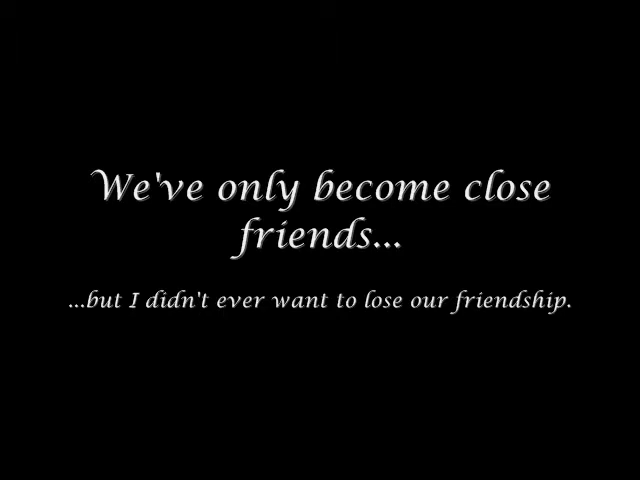 We've only become close
friends...
...but I didn't ever want to lose our friendship.